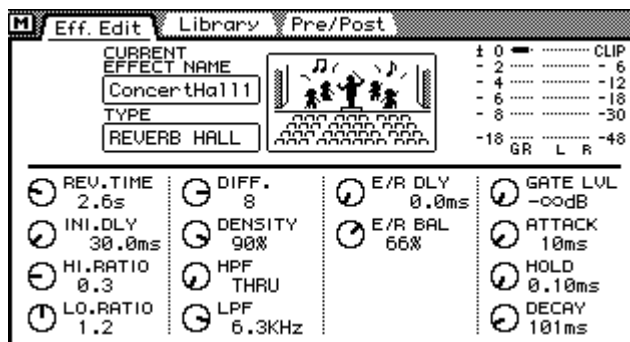 M Eff. Edit Library Pre/Post
CURRENT
EFFECT NAME
ConcertHall1
TYPE
REVERB HALL
± 0 CLIP
- 2 - 6
- 4 -12
- 6 -18
- 8 -30
-18 -48
GR L R
REV.TIME
2.6s
INI.DLY
30.0ms
HI.RATIO
0.3
LO.RATIO
1.2
DIFF.
8
DENSITY
90%
HPF
THRU
LPF
6.3KHz
E/R DLY
0.0ms
E/R BAL
66%
GATE LVL
-∞dB
ATTACK
10ms
HOLD
0.10ms
DECAY
101ms